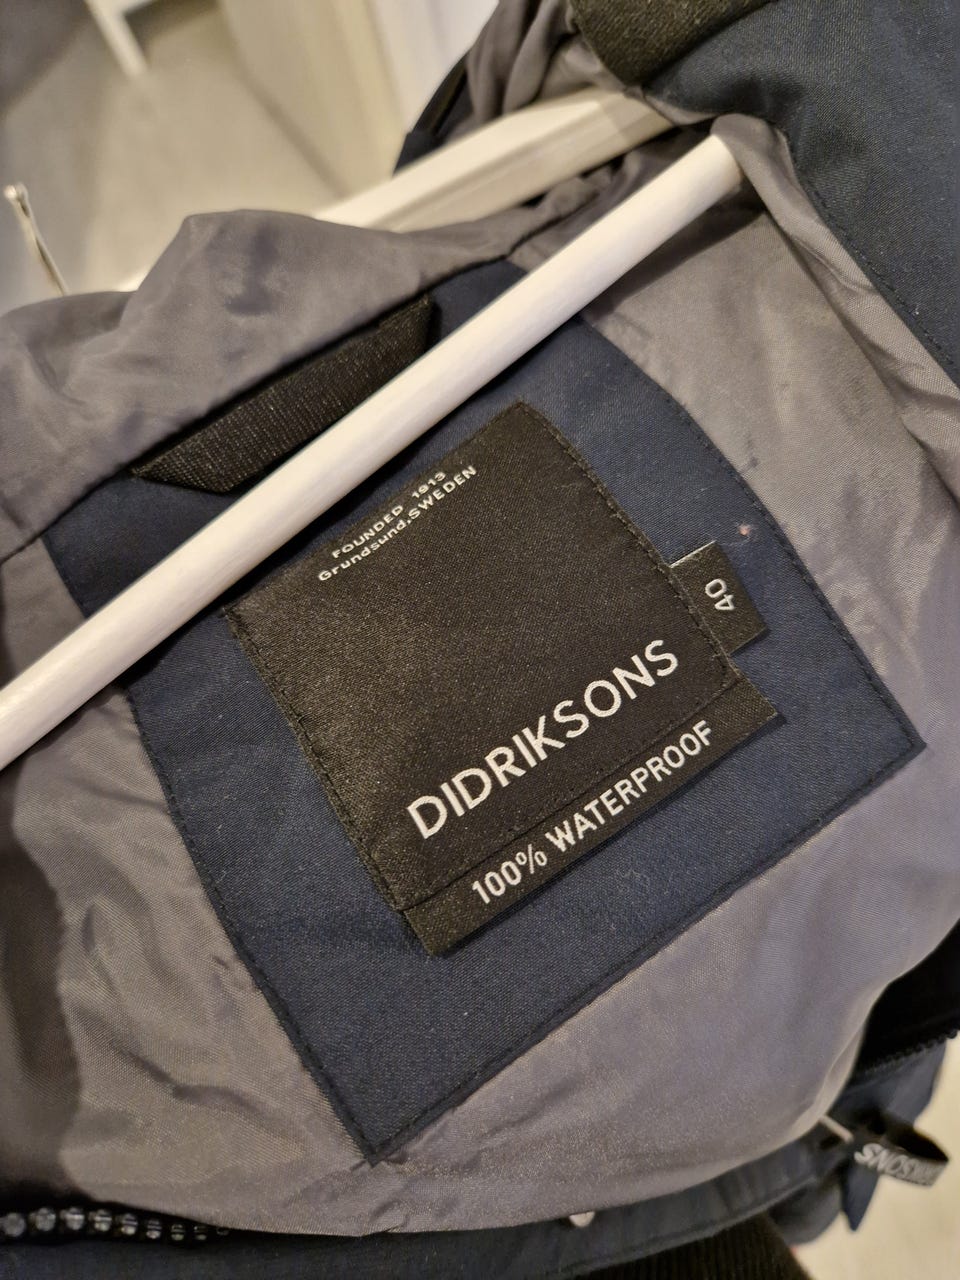 FOUNDED 1913
Grundsund.SWEDEN
40
DIDRIKSONS
100% WATERPROOF